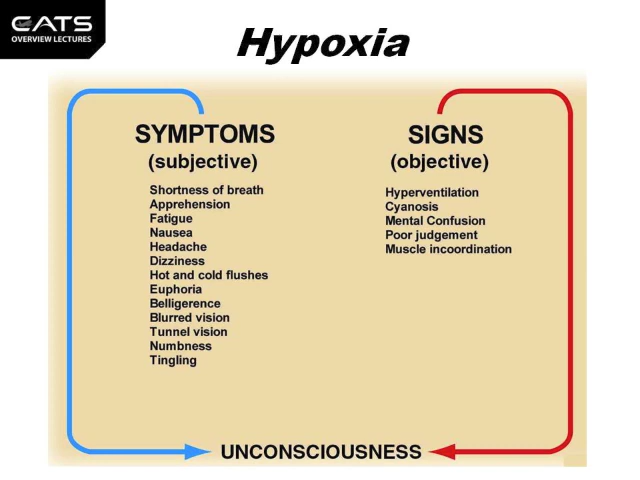 CATS
OVERVIEW LECTURES
Hypoxia
SYMPTOMS
(subjective)
Shortness of breath
Apprehension
Fatigue
Nausea
Headache
Dizziness
Hot and cold flushes
Euphoria
Belligerence
Blurred vision
Tunnel vision
Numbness
Tingling
SIGNS
(objective)
Hyperventilation
Cyanosis
Mental Confusion
Poor judgement
Muscle incoordination
UNCONSCIOUSNESS